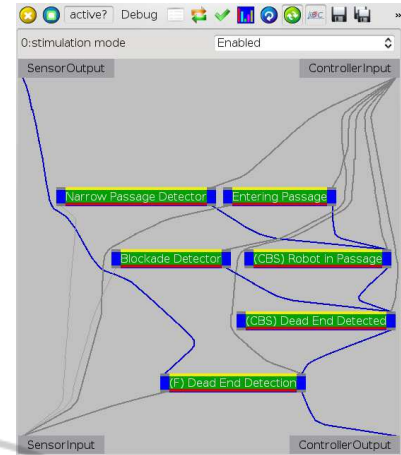 active? Debug »
0:stimulation mode Enabled
SensorOutput ControllerInput
Narrow Passage Detector Entering Passage
Blockade Detector (CBS) Robot in Passage
(CBS) Dead End Detected
(F) Dead End Detection
SensorInput ControllerOutput